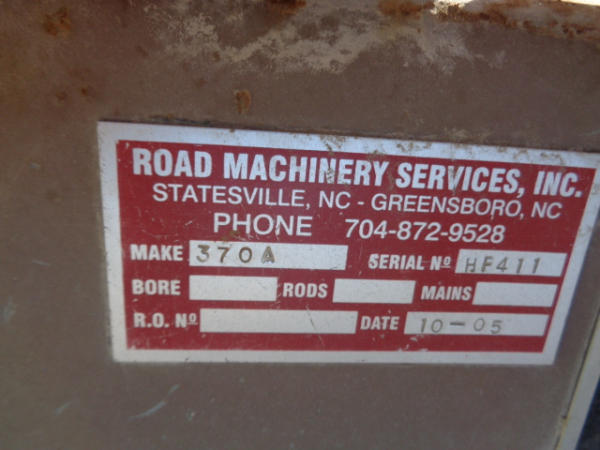 ROAD MACHINERY SERVICES, INC.
STATESVILLE, NC - GREENSBORO, NC
PHONE 704-872-9528
MAKE 370A SERIAL Nº HF411
BORE RODS MAINS
R.O. Nº DATE 10-05